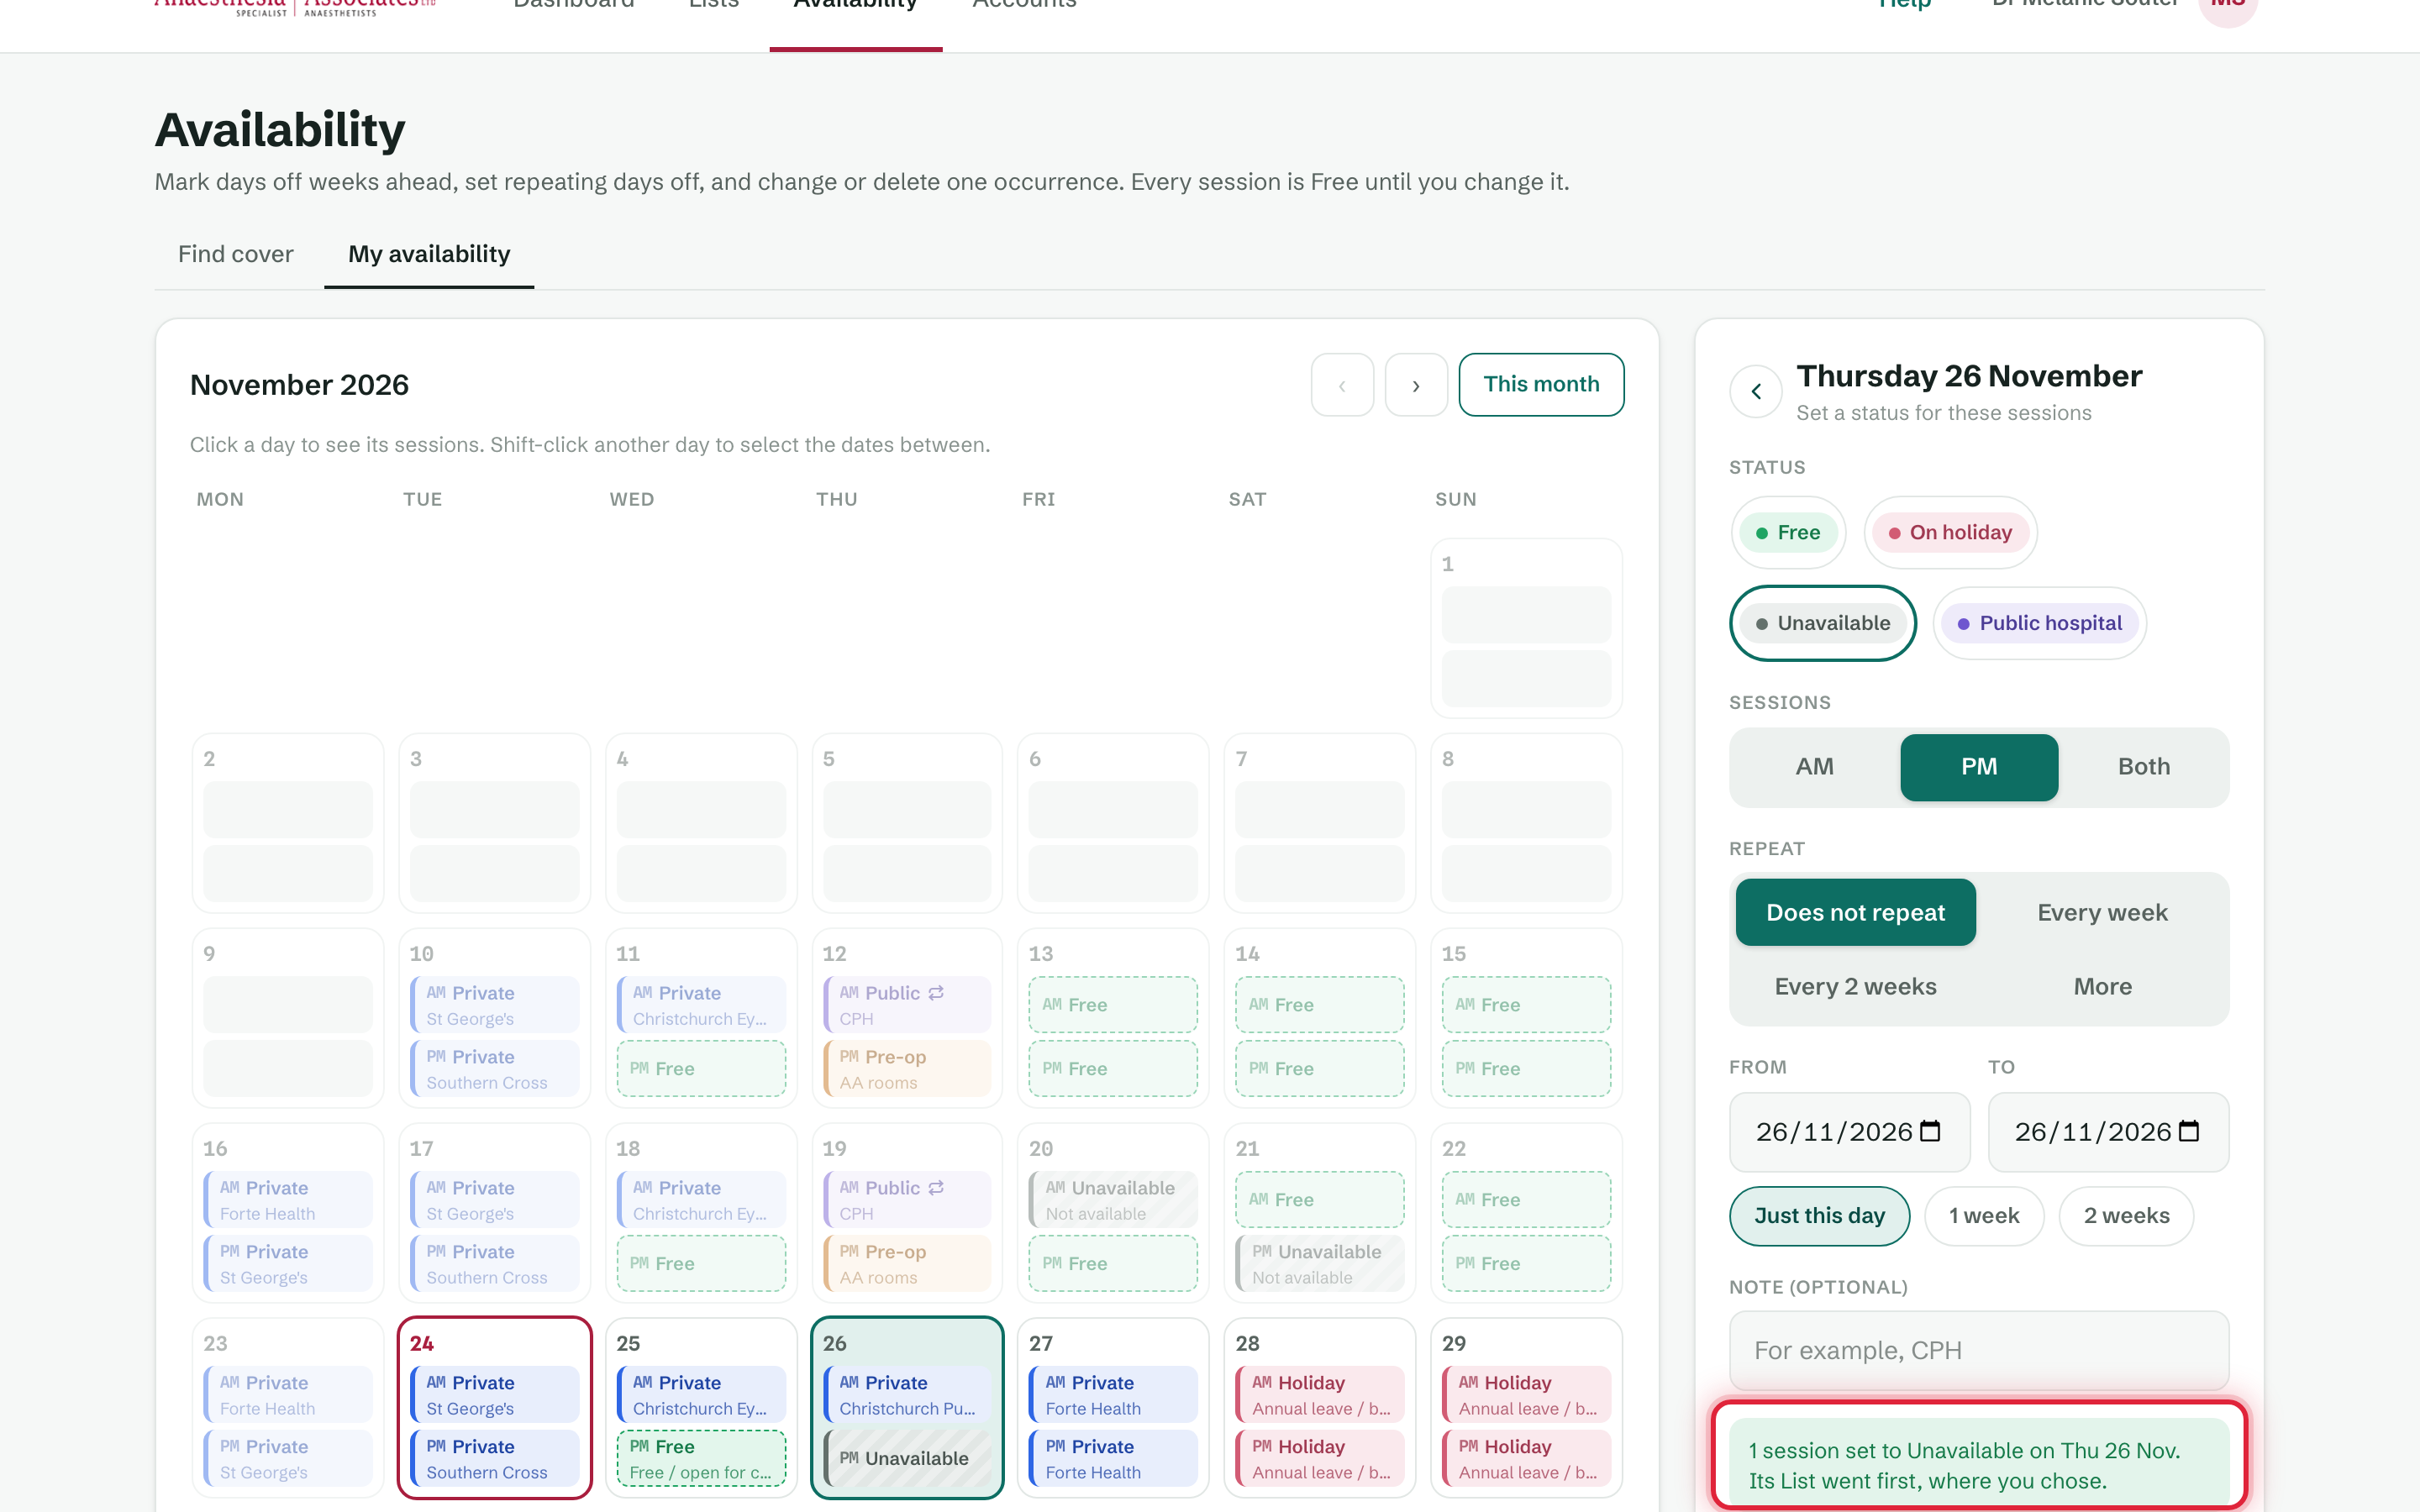 Anaesthesia | Associates LTD
SPECIALIST | ANAESTHETISTS
Dashboard
Lists
Availability
Accounts
Help
Dr Melanie Souter
MS
Availability
Mark days off weeks ahead, set repeating days off, and change or delete one occurrence. Every session is Free until you change it.
Find cover
My availability
November 2026
‹
›
This month
Click a day to see its sessions. Shift-click another day to select the dates between.
MON TUE WED THU FRI SAT SUN
1
2
3
4
5
6
7
8
9
10
AM Private
St George's
PM Private
Southern Cross
11
AM Private
Christchurch Ey...
PM Free
12
AM Public
CPH
PM Pre-op
AA rooms
13
AM Free
PM Free
14
AM Free
PM Free
15
AM Free
PM Free
16
AM Private
Forte Health
PM Private
St George's
17
AM Private
St George's
PM Private
Southern Cross
18
AM Private
Christchurch Ey...
PM Free
19
AM Public
CPH
PM Pre-op
AA rooms
20
AM Unavailable
Not available
PM Free
21
AM Free
PM Unavailable
Not available
22
AM Free
PM Free
23
AM Private
Forte Health
PM Private
St George's
24
AM Private
St George's
PM Private
Southern Cross
25
AM Private
Christchurch Ey...
PM Free
Free / open for c...
26
AM Private
Christchurch Pu...
PM Unavailable
27
AM Private
Forte Health
PM Private
Forte Health
28
AM Holiday
Annual leave / b...
PM Holiday
Annual leave / b...
29
AM Holiday
Annual leave / b...
PM Holiday
Annual leave / b...
Thursday 26 November
Set a status for these sessions
STATUS
Free
On holiday
Unavailable
Public hospital
SESSIONS
AM
PM
Both
REPEAT
Does not repeat
Every week
Every 2 weeks
More
FROM
TO
26/11/2026
26/11/2026
Just this day
1 week
2 weeks
NOTE (OPTIONAL)
For example, CPH
1 session set to Unavailable on Thu 26 Nov.
Its List went first, where you chose.